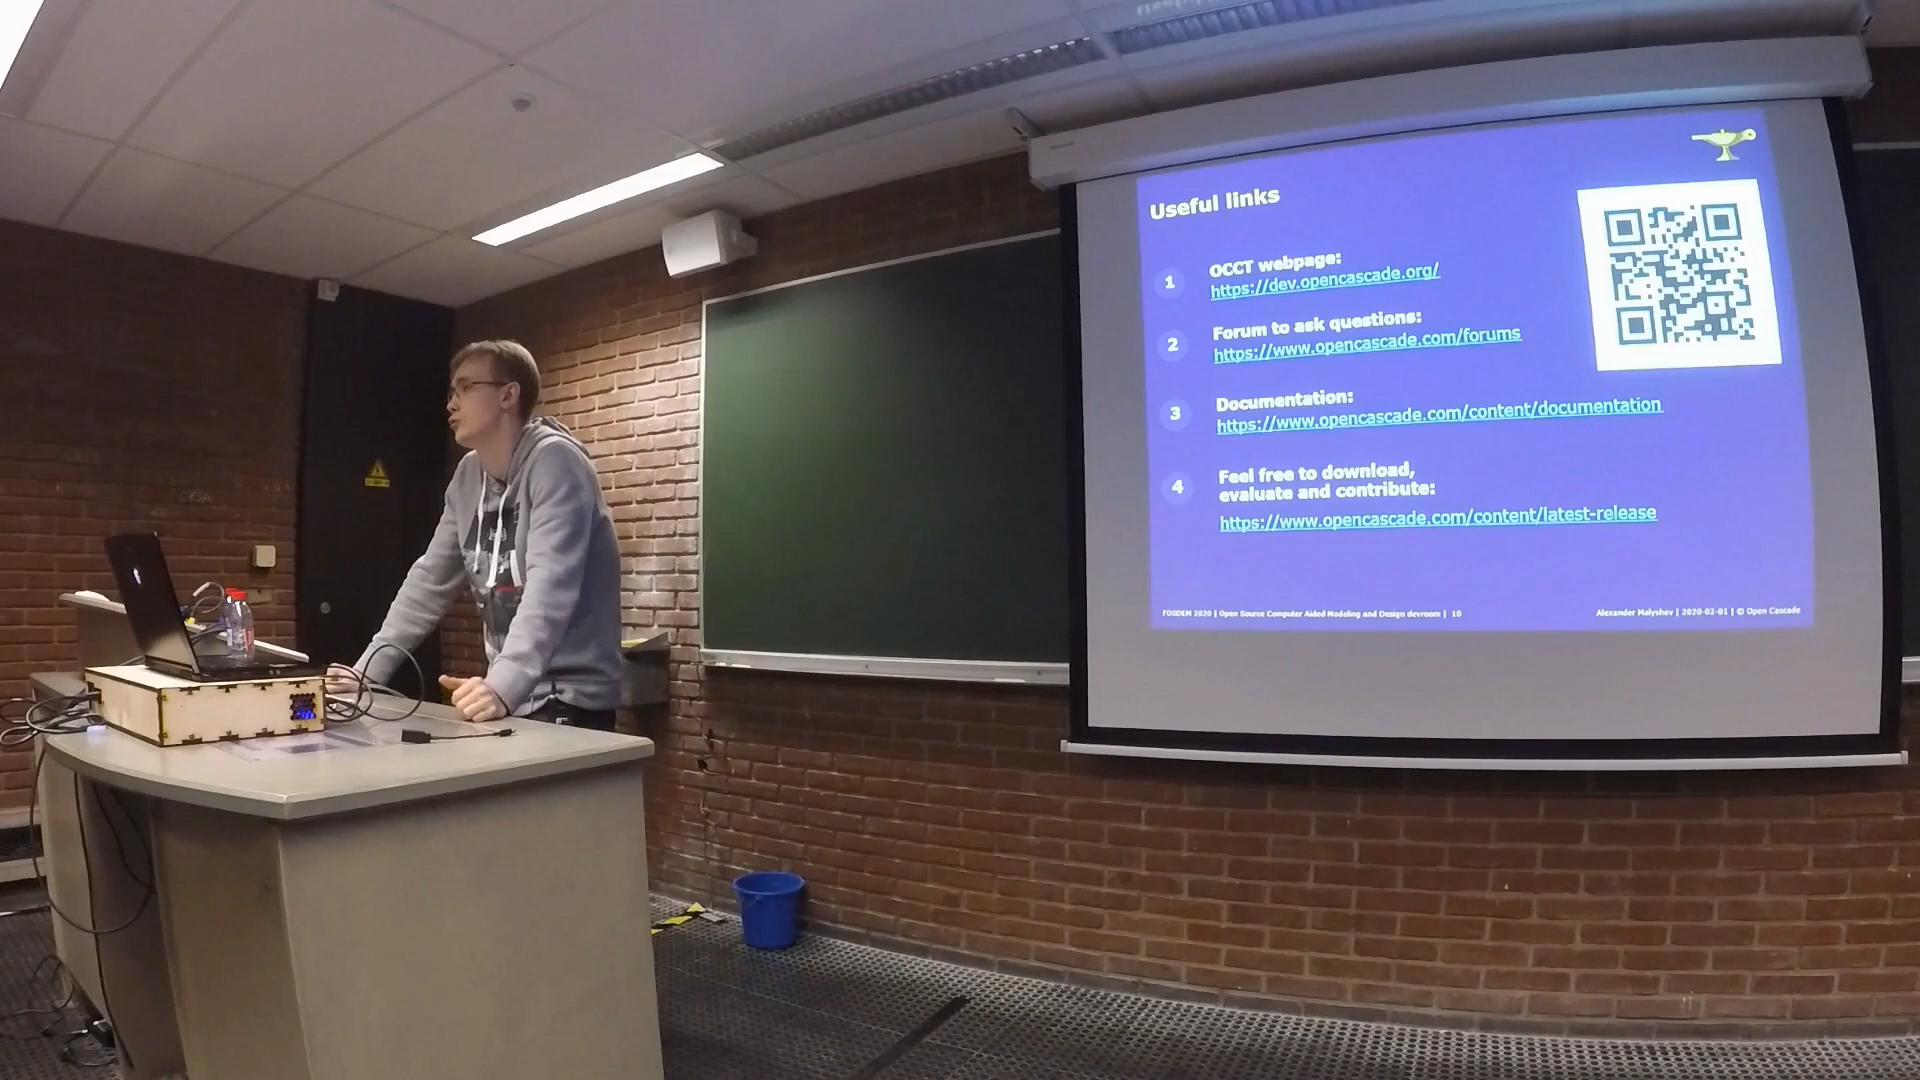 Useful links
1
OCCT webpage:
https://dev.opencascade.org/
2
Forum to ask questions:
https://www.opencascade.com/forums
3
Documentation:
https://www.opencascade.com/content/documentation
4
Feel free to download,
evaluate and contribute:
https://www.opencascade.com/content/latest-release
FOSDEM 2020 | Open Source Computer Aided Modeling and Design devroom | 10
Alexander Malyshev | 2020-02-01 | © Open Cascade